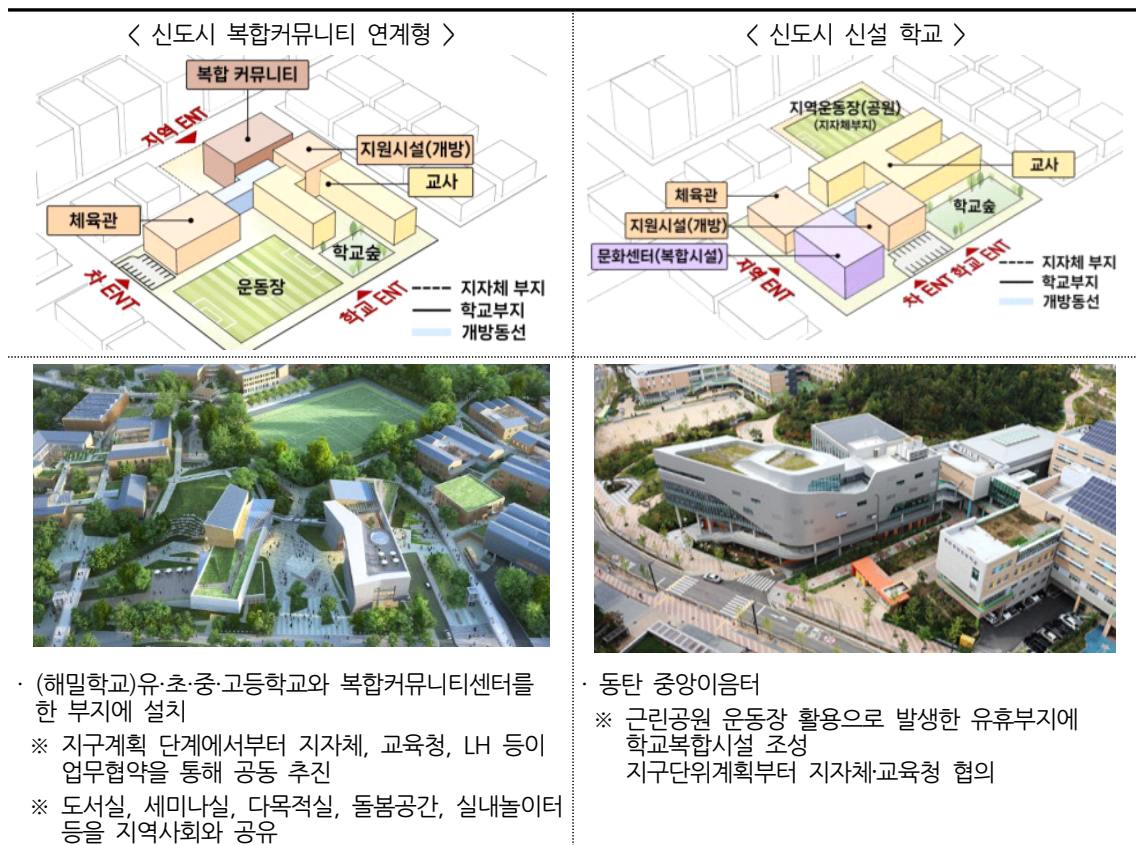 < 신도시 복합커뮤니티 연계형 >
복합 커뮤니티
지역 ENT
지원시설(개방)
교사
체육관
학교숲
운동장
차 ENT
학교 ENT
지자체 부지
학교부지
개방동선
< 신도시 신설 학교 >
지역운동장(공원)
(지자체부지)
교사
체육관
학교숲
지원시설(개방)
문화센터(복합시설)
지역 ENT
차 ENT
학교 ENT
지자체 부지
학교부지
개방동선
· (해밀학교)유·초·중·고등학교와 복합커뮤니티센터를
한 부지에 설치
※ 지구계획 단계에서부터 지자체, 교육청, LH 등이
업무협약을 통해 공동 추진
※ 도서실, 세미나실, 다목적실, 돌봄공간, 실내놀이터
등을 지역사회와 공유
· 동탄 중앙이음터
※ 근린공원 운동장 활용으로 발생한 유휴부지에
학교복합시설 조성
지구단위계획부터 지자체·교육청 협의